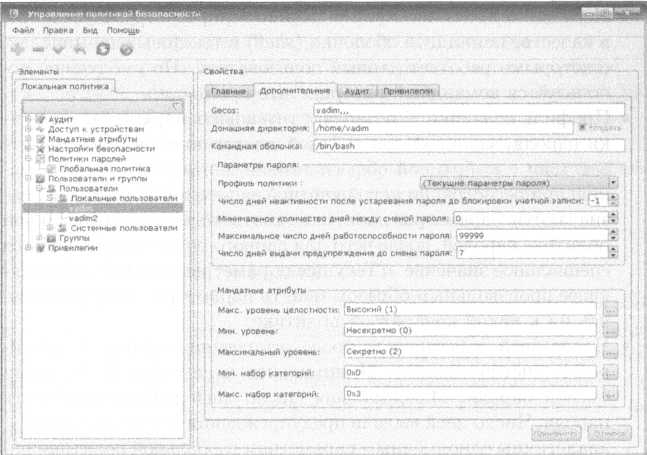 Управление политикой безопасности
Файл Правка Вид Помощь
Элементы
Локальная политика
Аудит
Доступ к устройствам
Мандатные атрибуты
Настройки безопасности
Политики паролей
Глобальная политика
Пользователи и группы
Пользователи
Локальные пользователи
vadim2
Системные пользователи
Группы
Привилегии
Свойства
Главные Дополнительные Аудит Привилегии
Gecos: vadim,,,
Домашняя директория: /home/vadim
Командная оболочка: /bin/bash
Параметры пароля:
Профиль политики : (Текущие параметры пароля)
Число дней неактивности после устаревания пароля до блокировки учетной записи: -1
Минимальное количество дней между сменой пароля: 0
Максимальное число дней работоспособности пароля: 99999
Число дней выдачи предупреждения до смены пароля: 7
Мандатные атрибуты
Макс. уровень целостности: Высокий (1) ...
Мин. уровень: Несекретно (0) ...
Максимальный уровень: Секретно (2) ...
Мин. набор категорий: 0x0 ...
Макс. набор категорий: 0x3 ...